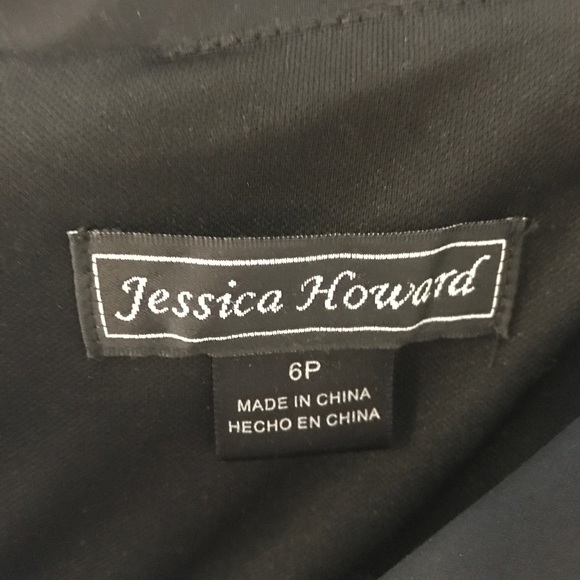 Jessica Howard
6P
MADE IN CHINA
HECHO EN CHINA